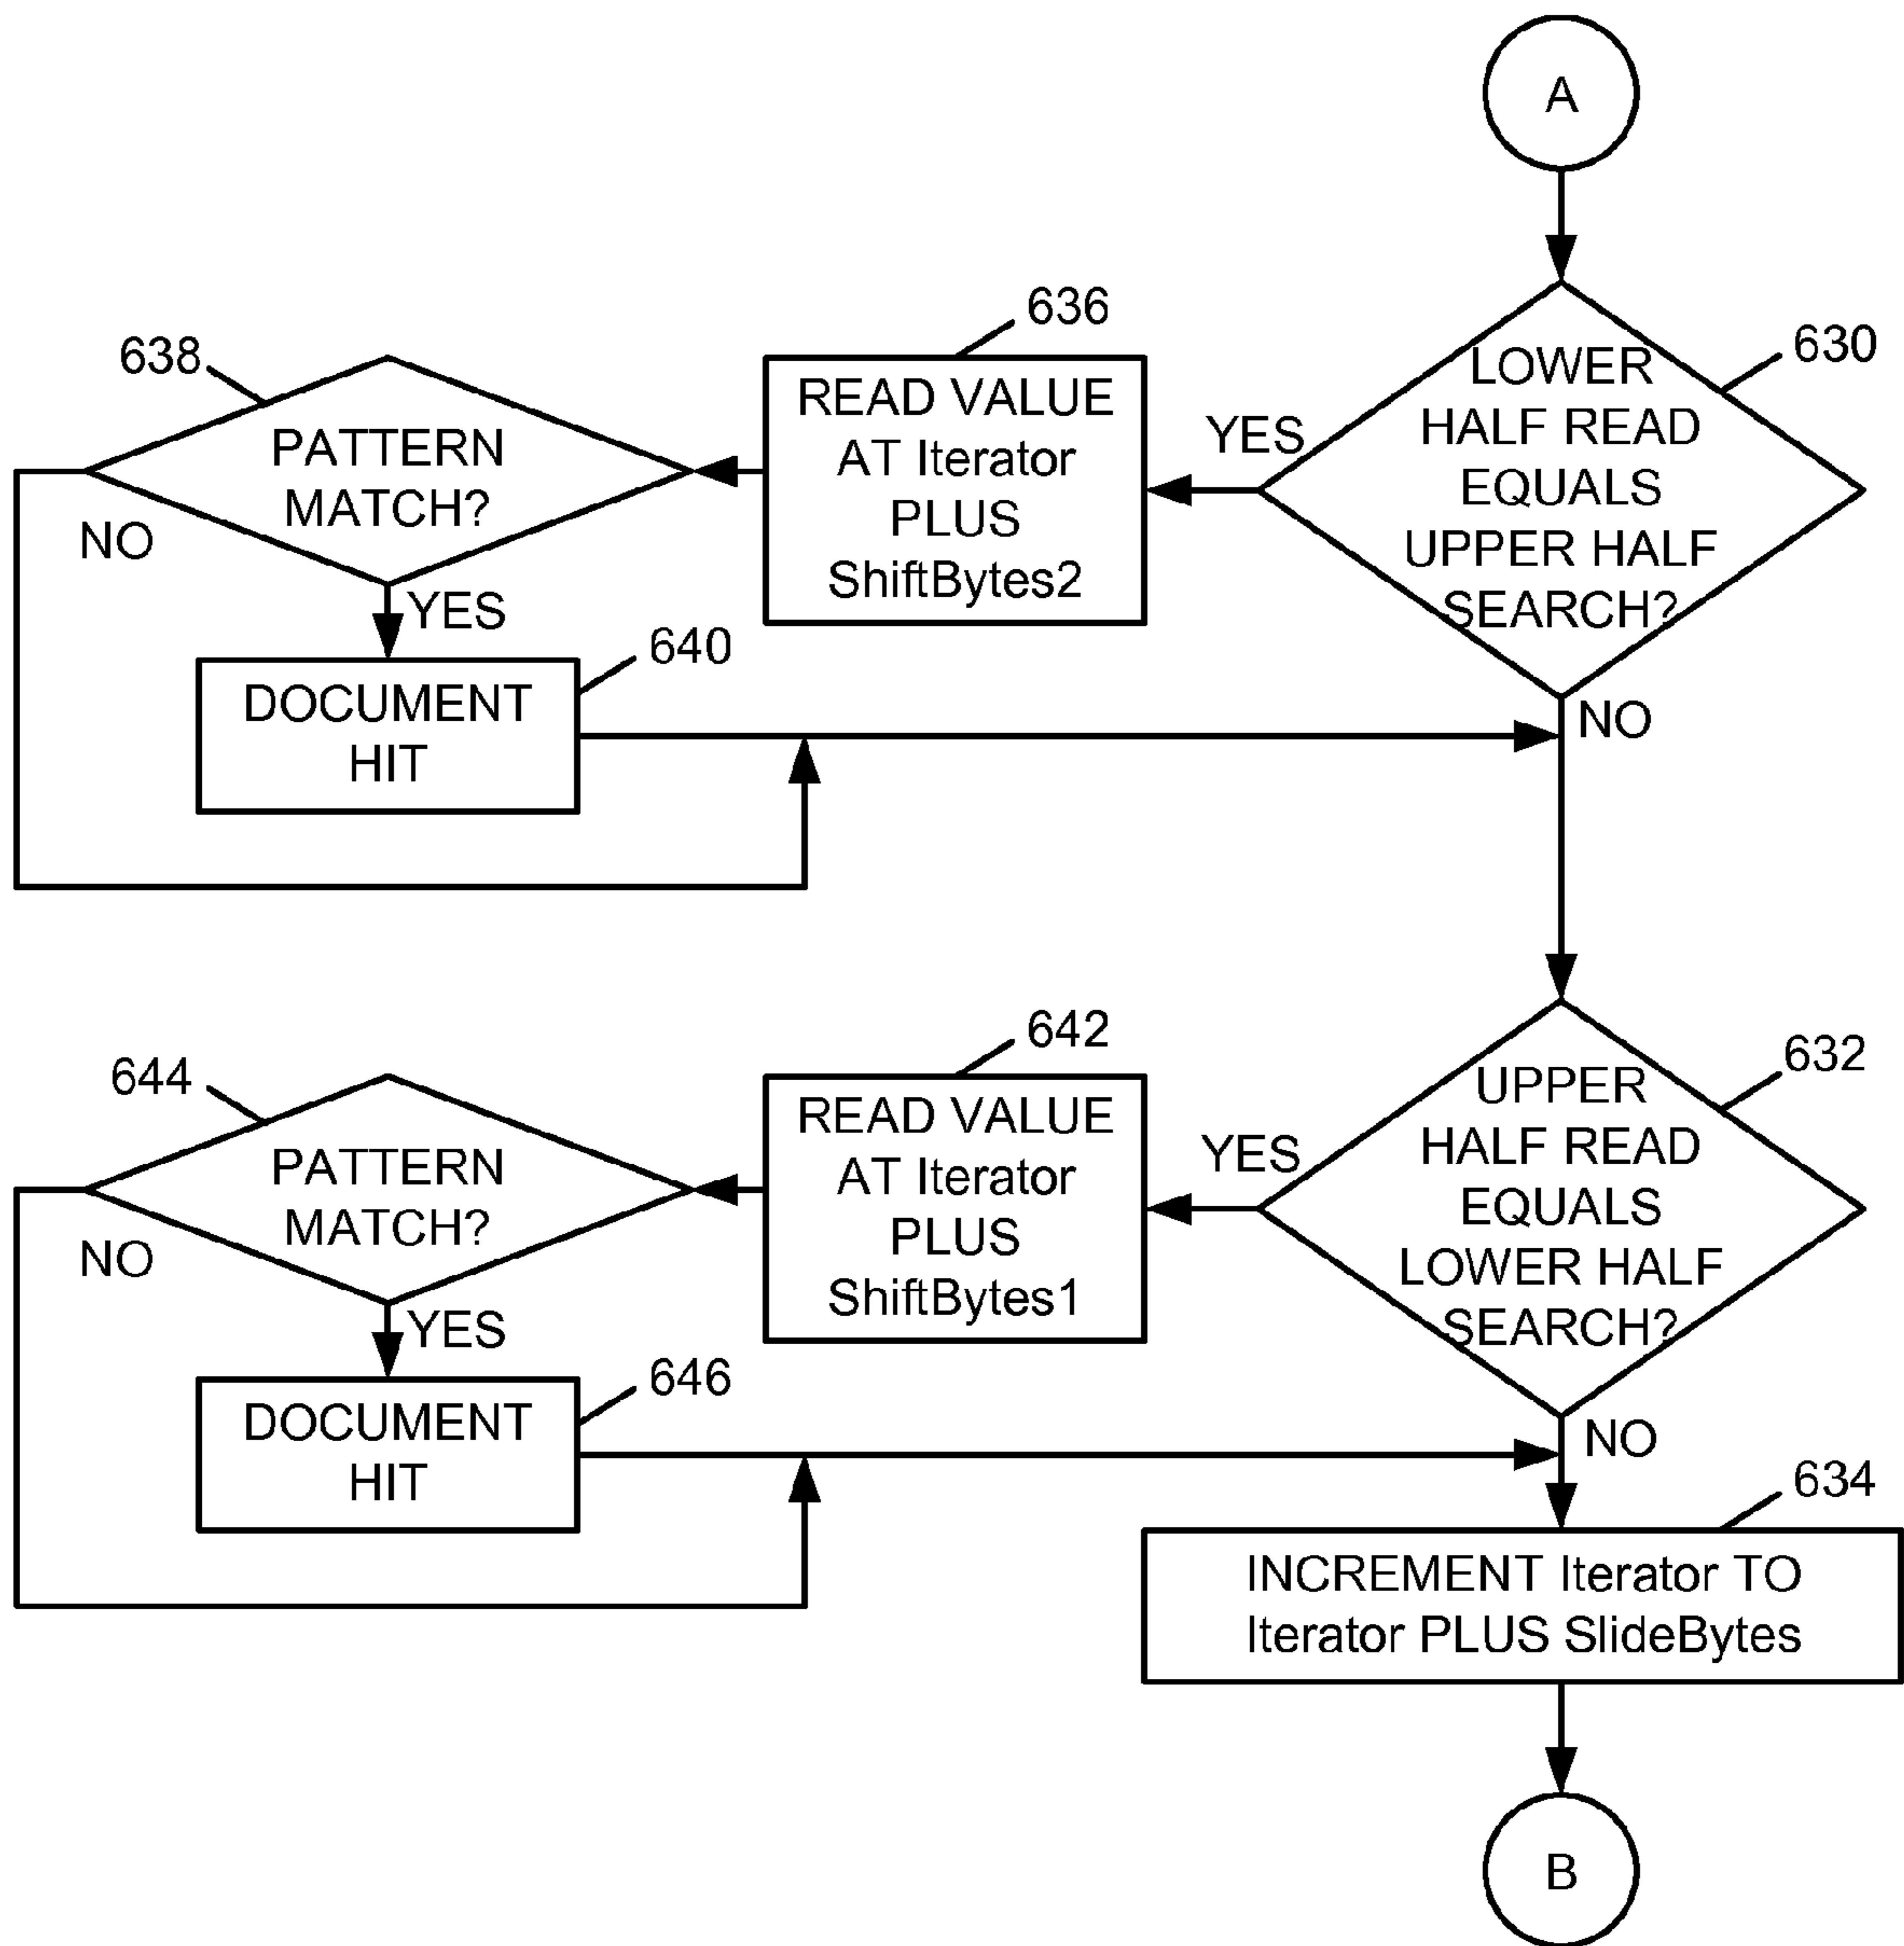 A
630
LOWER
HALF READ
EQUALS
UPPER HALF
SEARCH?
YES
NO
636
READ VALUE
AT Iterator
PLUS
ShiftBytes2
638
PATTERN
MATCH?
NO
YES
640
DOCUMENT
HIT
632
UPPER
HALF READ
EQUALS
LOWER HALF
SEARCH?
YES
NO
642
READ VALUE
AT Iterator
PLUS
ShiftBytes1
644
PATTERN
MATCH?
NO
YES
646
DOCUMENT
HIT
634
INCREMENT Iterator TO
Iterator PLUS SlideBytes
B